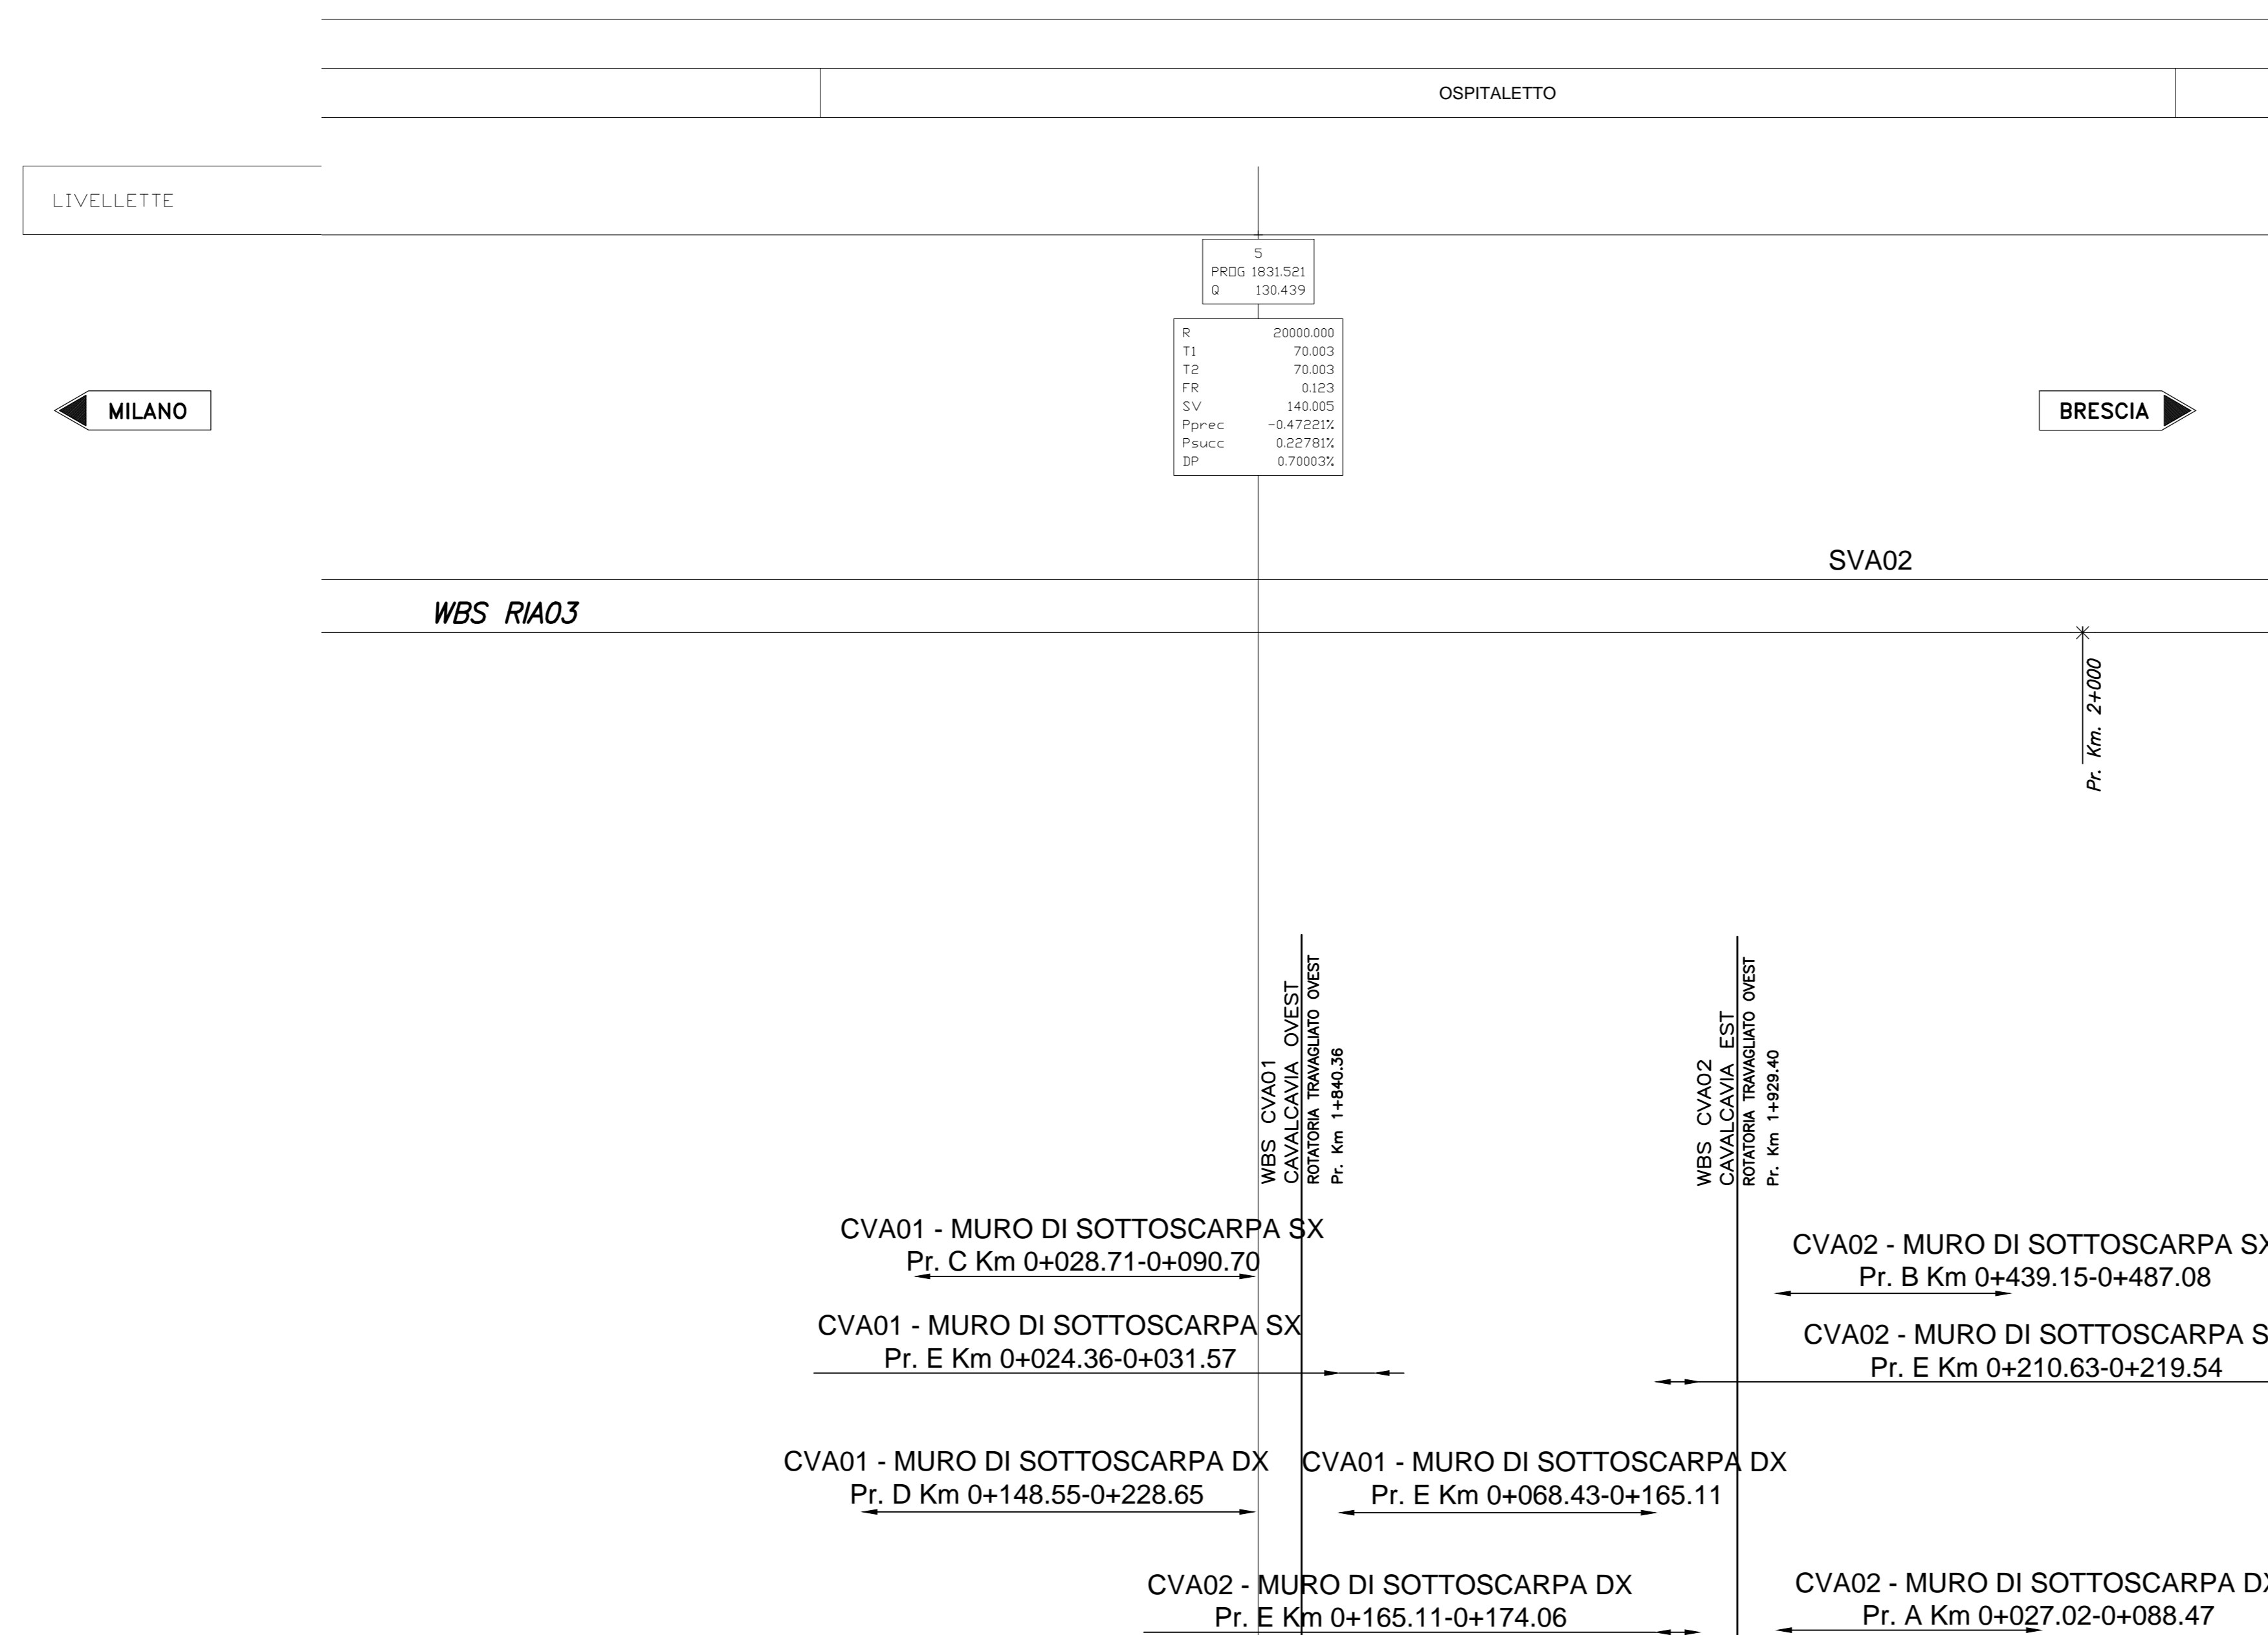 OSPITALETTO
LIVELLETTE
5
PROG 1831.521
Q 130.439
R 20000.000
T1 70.003
T2 70.003
FR 0.123
SV 140.005
Pprec -0.47221%
Psucc 0.22781%
DP 0.70003%
MILANO
BRESCIA
SVA02
WBS RIA03
Pr. Km. 2+000
WBS CVA01
CAVALCAVIA OVEST
ROTATORIA TRAVAGLIATO OVEST
Pr. Km 1+840.36
WBS CVA02
CAVALCAVIA EST
ROTATORIA TRAVAGLIATO OVEST
Pr. Km 1+929.40
CVA01 - MURO DI SOTTOSCARPA SX
Pr. C Km 0+028.71-0+090.70
CVA02 - MURO DI SOTTOSCARPA SX
Pr. B Km 0+439.15-0+487.08
CVA01 - MURO DI SOTTOSCARPA SX
Pr. E Km 0+024.36-0+031.57
CVA02 - MURO DI SOTTOSCARPA S
Pr. E Km 0+210.63-0+219.54
CVA01 - MURO DI SOTTOSCARPA DX
Pr. D Km 0+148.55-0+228.65
CVA01 - MURO DI SOTTOSCARPA DX
Pr. E Km 0+068.43-0+165.11
CVA02 - MURO DI SOTTOSCARPA DX
Pr. E Km 0+165.11-0+174.06
CVA02 - MURO DI SOTTOSCARPA DX
Pr. A Km 0+027.02-0+088.47